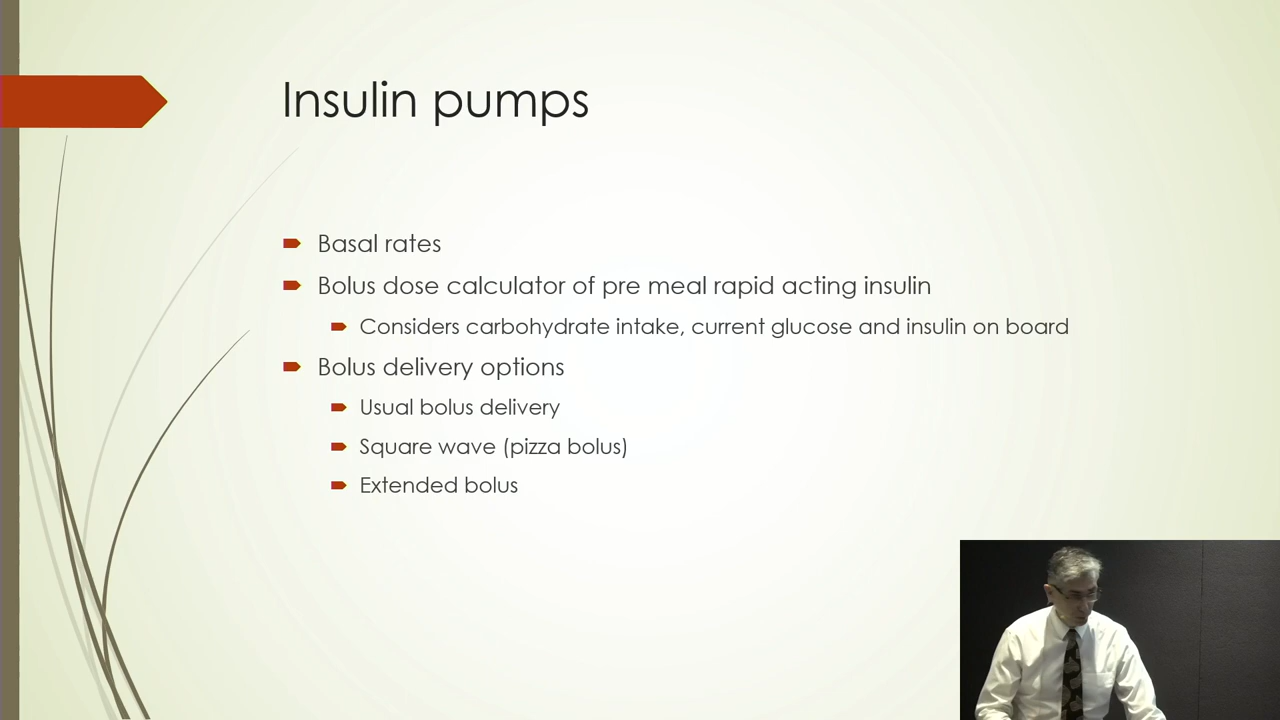 Insulin pumps
Basal rates
Bolus dose calculator of pre meal rapid acting insulin
Considers carbohydrate intake, current glucose and insulin on board
Bolus delivery options
Usual bolus delivery
Square wave (pizza bolus)
Extended bolus